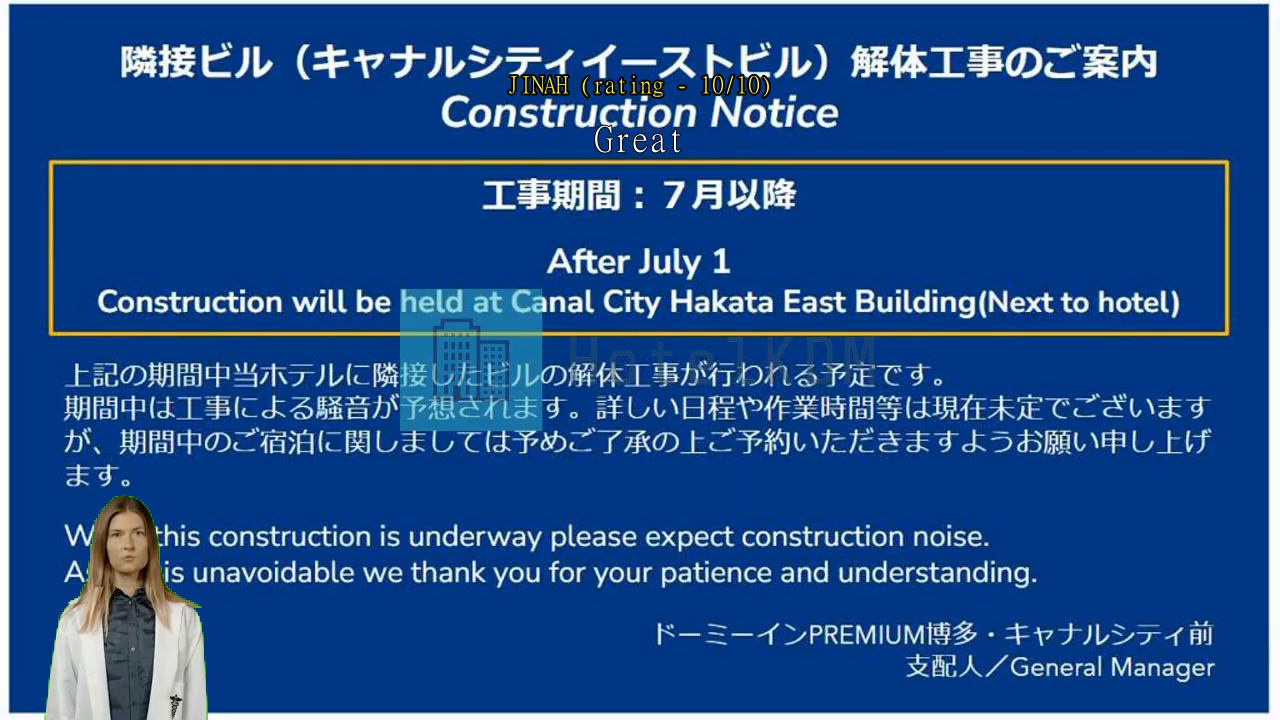 隣接ビル（キャナルシティイーストビル）解体工事のご案内
JINAH (rating - 10/10)
Construction Notice
Great
工事期間：７月以降
After July 1
Construction will be held at Canal City Hakata East Building(Next to hotel)
HotelKDM
上記の期間中当ホテルに隣接したビルの解体工事が行われる予定です。
期間中は工事による騒音が予想されます。詳しい日程や作業時間等は現在未定でございます
が、期間中のご宿泊に関しましては予めご了承の上ご予約いただきますようお願い申し上げ
ます。
this construction is underway please expect construction noise.
is unavoidable we thank you for your patience and understanding.
ドーミーインPREMIUM博多・キャナルシティ前
支配人／General Manager